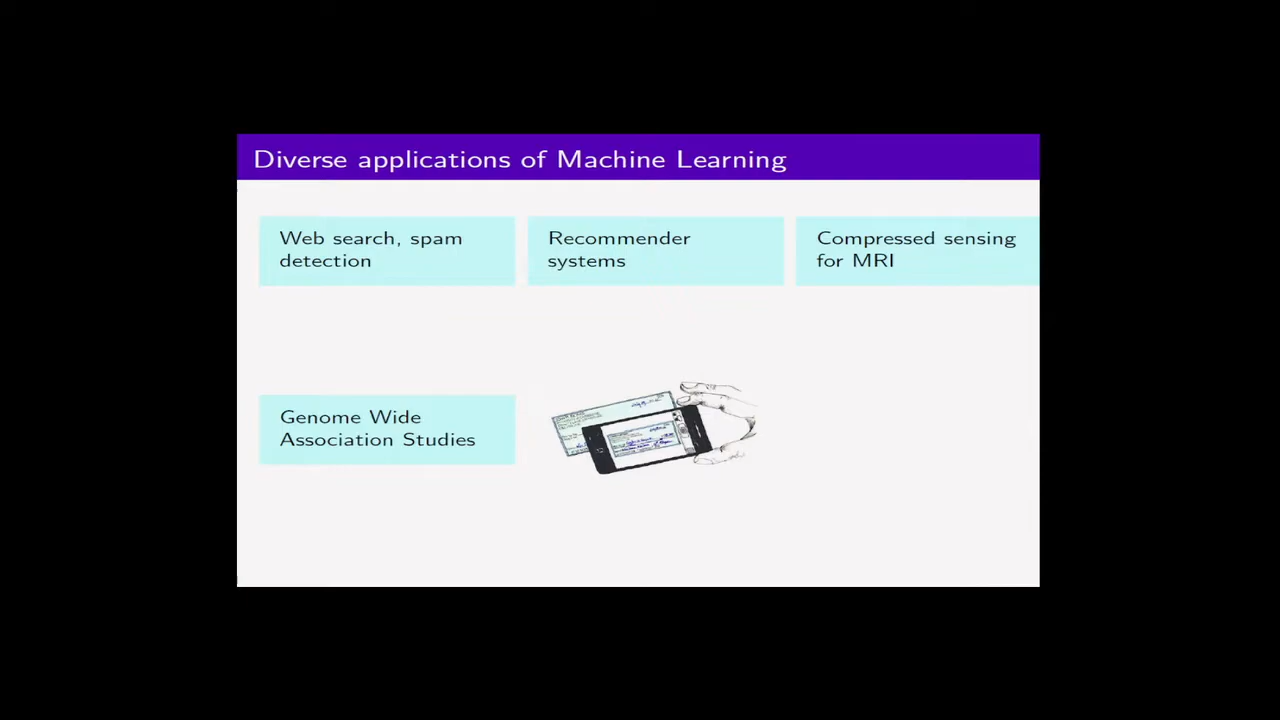 Diverse applications of Machine Learning
Web search, spam
detection
Recommender
systems
Compressed sensing
for MRI
Genome Wide
Association Studies